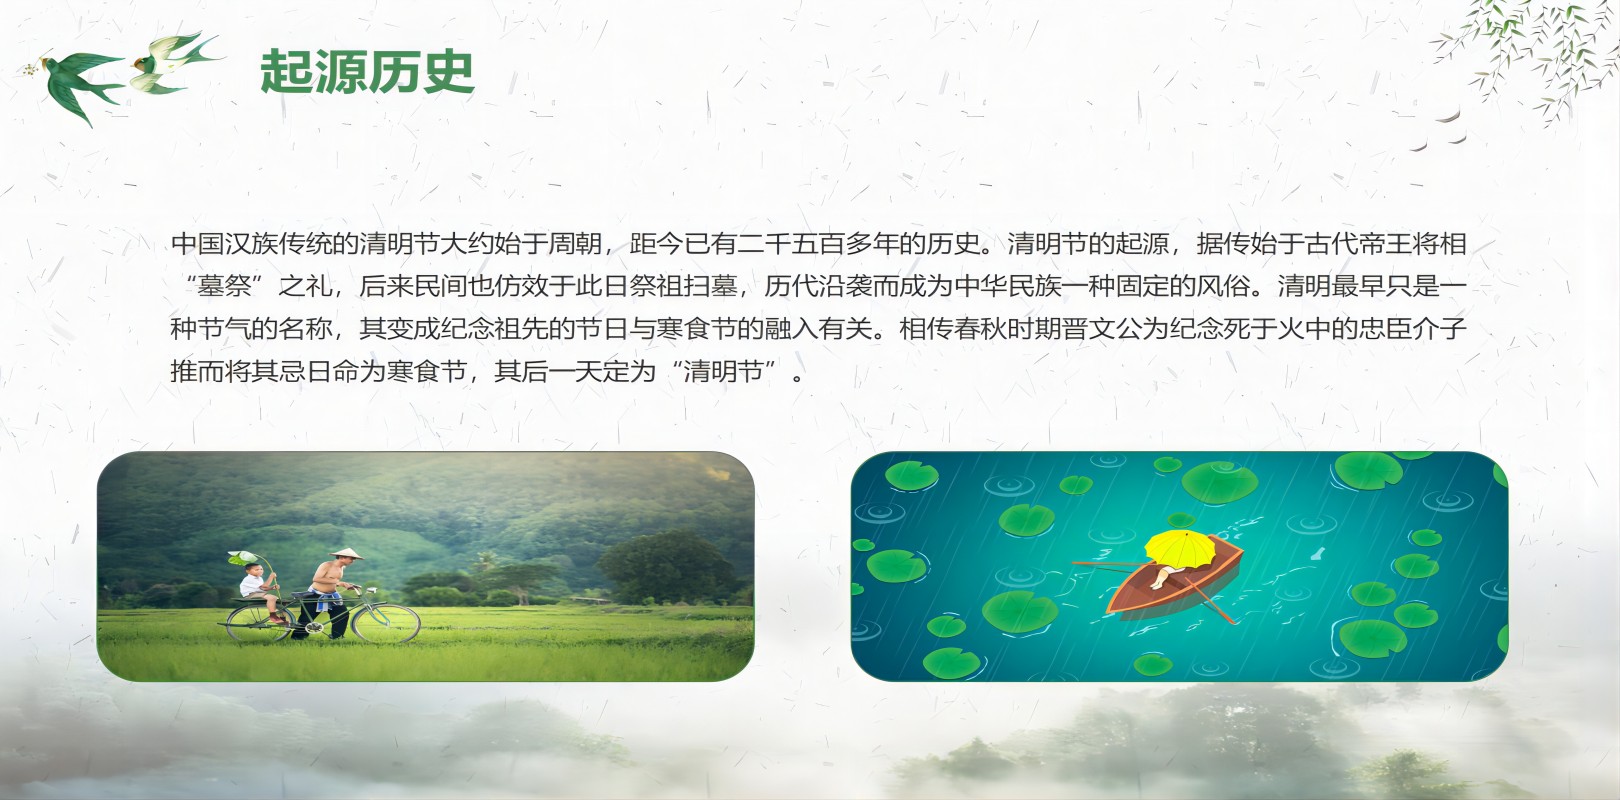 起源历史
中国汉族传统的清明节大约始于周朝，距今已有二千五百多年的历史。清明节的起源，据传始于古代帝王将相
“墓祭”之礼，后来民间也仿效于此日祭祖扫墓，历代沿袭而成为中华民族一种固定的风俗。清明最早只是一
种节气的名称，其变成纪念祖先的节日与寒食节的融入有关。相传春秋时期晋文公为纪念死于火中的忠臣介子
推而将其忌日命为寒食节，其后一天定为“清明节”。